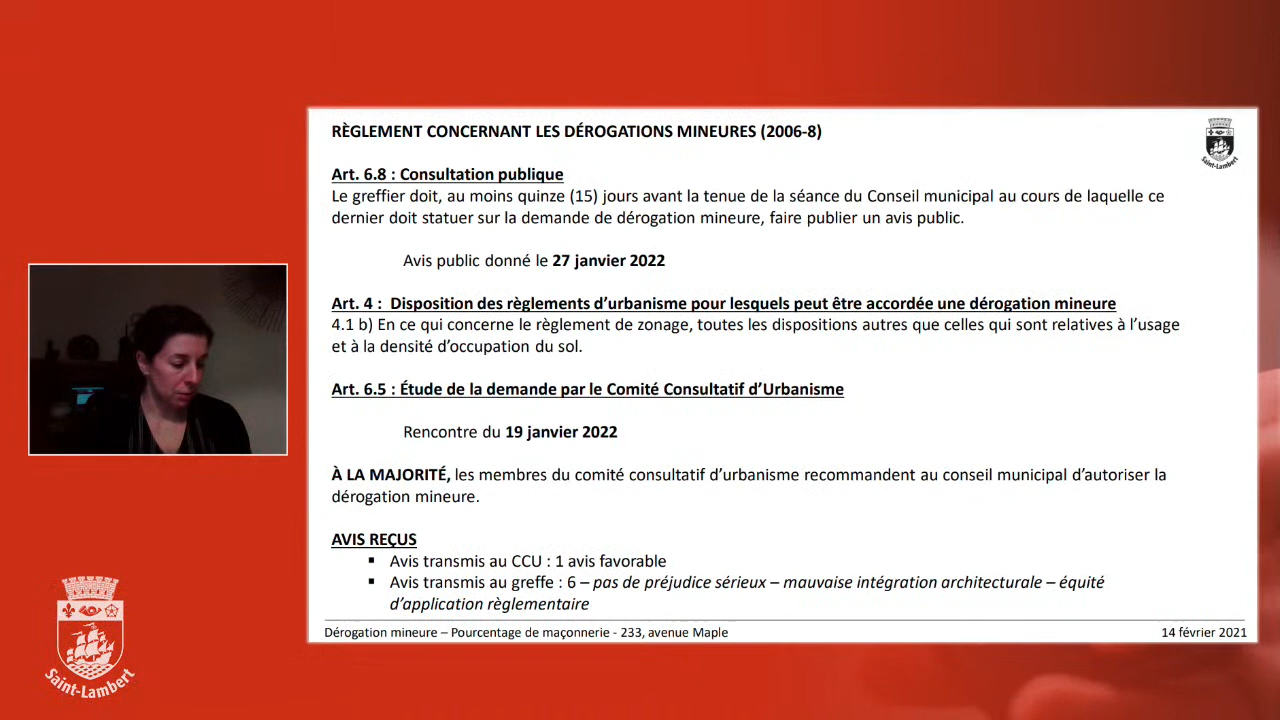 RÈGLEMENT CONCERNANT LES DÉROGATIONS MINEURES (2006-8)
Saint-Lambert
Art. 6.8 : Consultation publique
Le greffier doit, au moins quinze (15) jours avant la tenue de la séance du Conseil municipal au cours de laquelle ce
dernier doit statuer sur la demande de dérogation mineure, faire publier un avis public.
Avis public donné le 27 janvier 2022
Art. 4 : Disposition des règlements d’urbanisme pour lesquels peut être accordée une dérogation mineure
4.1 b) En ce qui concerne le règlement de zonage, toutes les dispositions autres que celles qui sont relatives à l’usage
et à la densité d’occupation du sol.
Art. 6.5 : Étude de la demande par le Comité Consultatif d’Urbanisme
Rencontre du 19 janvier 2022
À LA MAJORITÉ, les membres du comité consultatif d’urbanisme recommandent au conseil municipal d’autoriser la
dérogation mineure.
AVIS REÇUS
▪ Avis transmis au CCU : 1 avis favorable
▪ Avis transmis au greffe : 6 – pas de préjudice sérieux – mauvaise intégration architecturale – équité
d’application règlementaire
Dérogation mineure – Pourcentage de maçonnerie - 233, avenue Maple
14 février 2021
Saint-Lambert